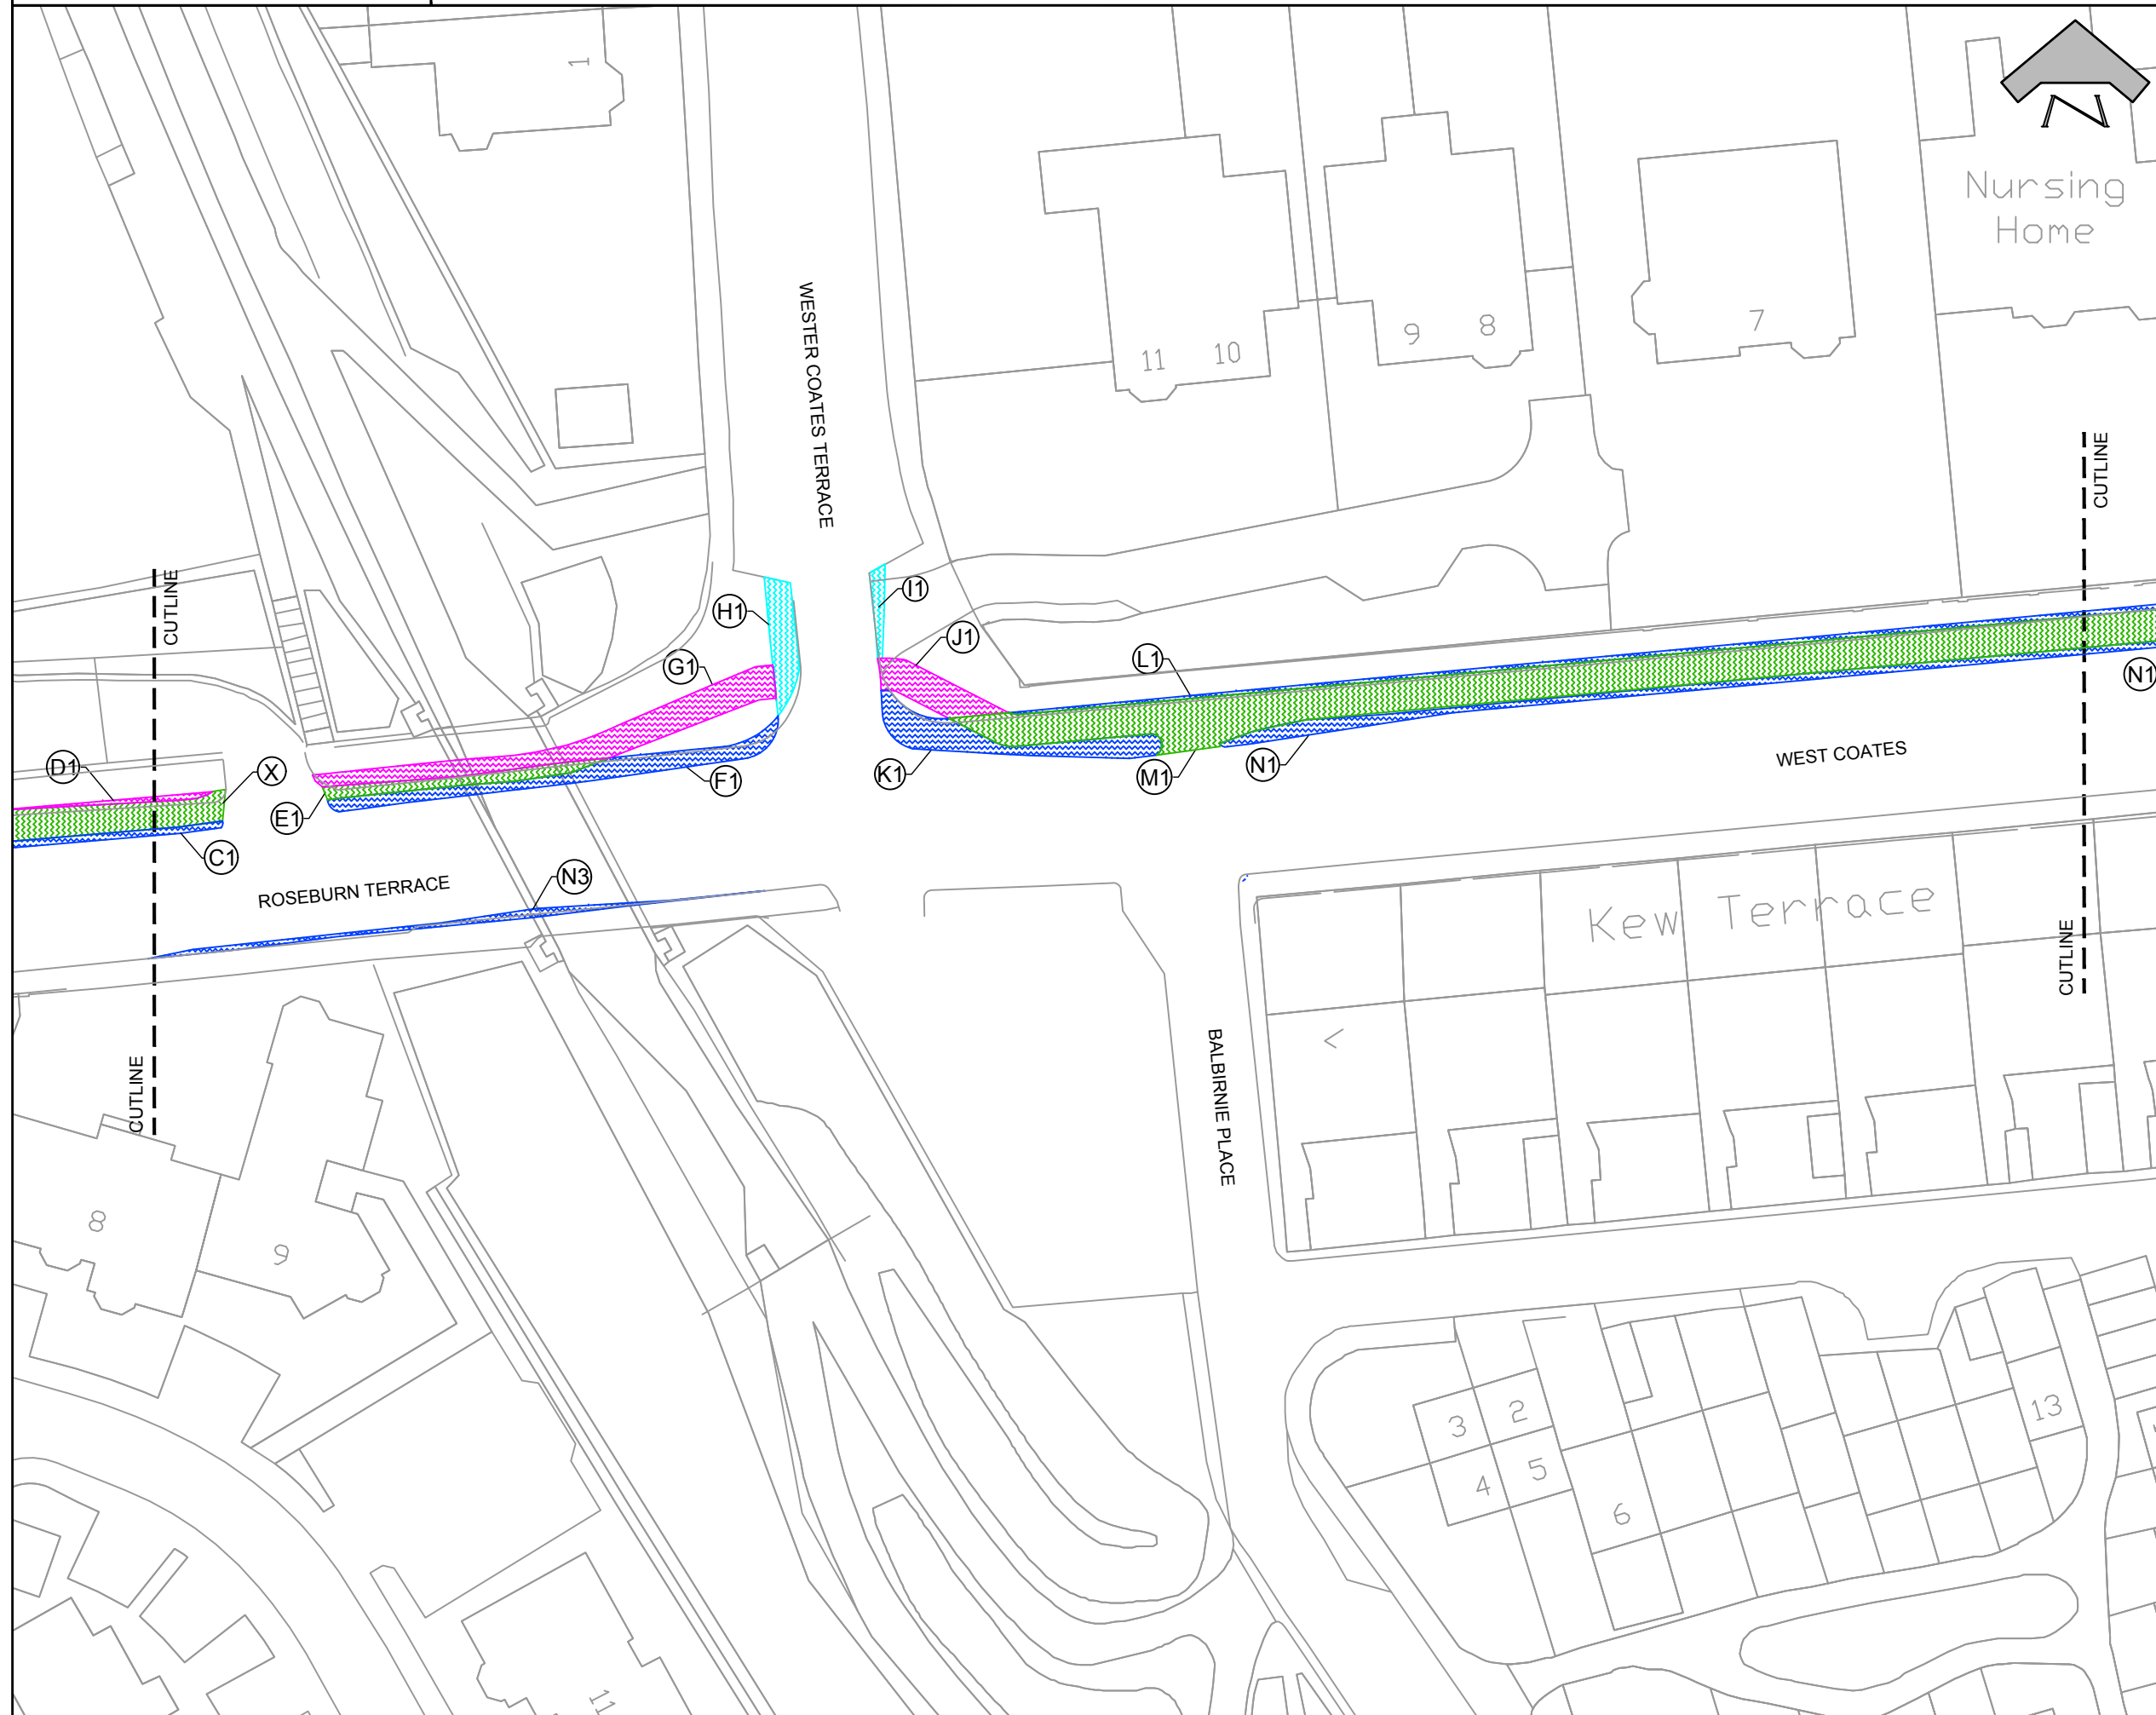 1
N
Nursing
Home
WESTER COATES TERRACE
11
10
9
8
7
CUTLINE
CUTLINE
H1
I1
G1
J1
L1
N1
D1
X
E1
F1
K1
M1
N1
C1
WEST COATES
ROSEBURN TERRACE
N3
Kew Terrace
CUTLINE
CUTLINE
BALBIRNIE PLACE
8
9
3
2
4
5
6
13
11